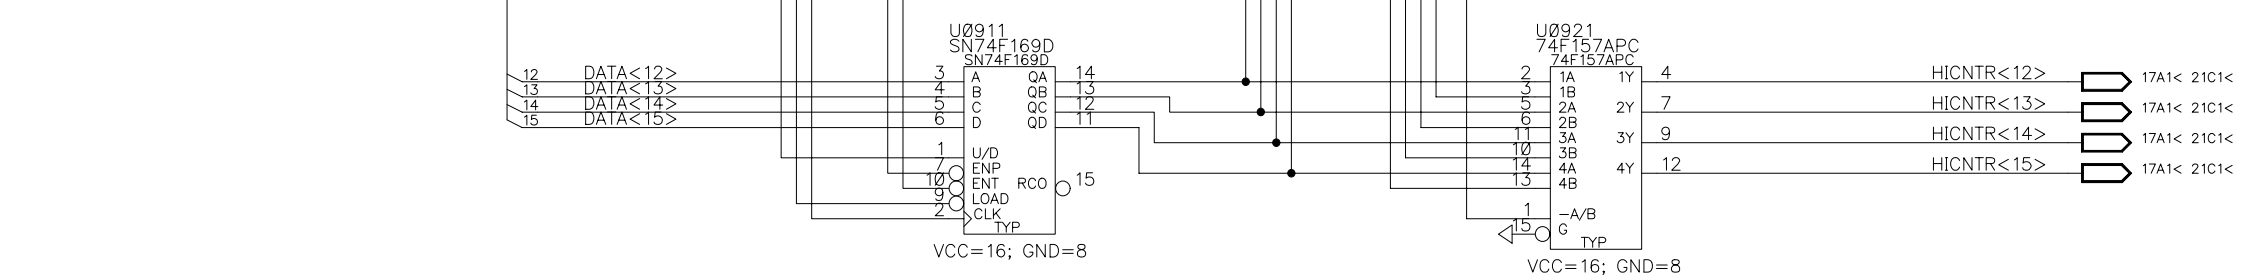 UØ911
SN74F169D
SN74F169D
12 DATA<12> 3 A QA 14
13 DATA<13> 4 B QB 13
14 DATA<14> 5 C QC 12
15 DATA<15> 6 D QD 11
1 U/D
7 ENP
10 ENT RCO 15
9 LOAD
2 CLK
TYP
VCC=16; GND=8
UØ921
74F157APC
74F157APC
2 1A 1Y 4 HICNTR<12> 17A1< 21C1<
3 1B
5 2A 2Y 7 HICNTR<13> 17A1< 21C1<
6 2B
11 3A 3Y 9 HICNTR<14> 17A1< 21C1<
10 3B
14 4A 4Y 12 HICNTR<15> 17A1< 21C1<
13 4B
1 —A/B
15 G
TYP
VCC=16; GND=8